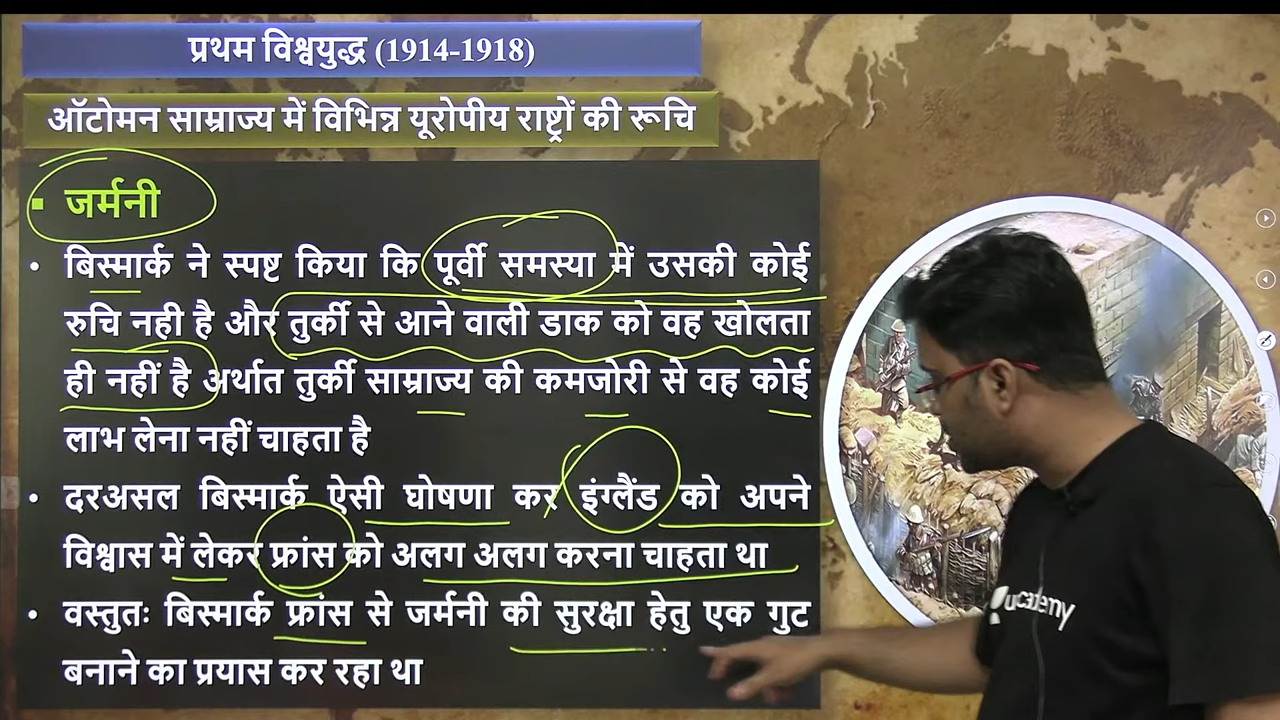 प्रथम विश्वयुद्ध (1914-1918)
ऑटोमन साम्राज्य में विभिन्न यूरोपीय राष्ट्रों की रूचि
▪ जर्मनी
• बिस्मार्क ने स्पष्ट किया कि पूर्वी समस्या में उसकी कोई
रुचि नही है और तुर्की से आने वाली डाक को वह खोलता
ही नहीं है अर्थात तुर्की साम्राज्य की कमजोरी से वह कोई
लाभ लेना नहीं चाहता है
• दरअसल बिस्मार्क ऐसी घोषणा कर इंग्लैंड को अपने
विश्वास में लेकर फ्रांस को अलग अलग करना चाहता था
• वस्तुतः बिस्मार्क फ्रांस से जर्मनी की सुरक्षा हेतु एक गुट
बनाने का प्रयास कर रहा था
ucademy